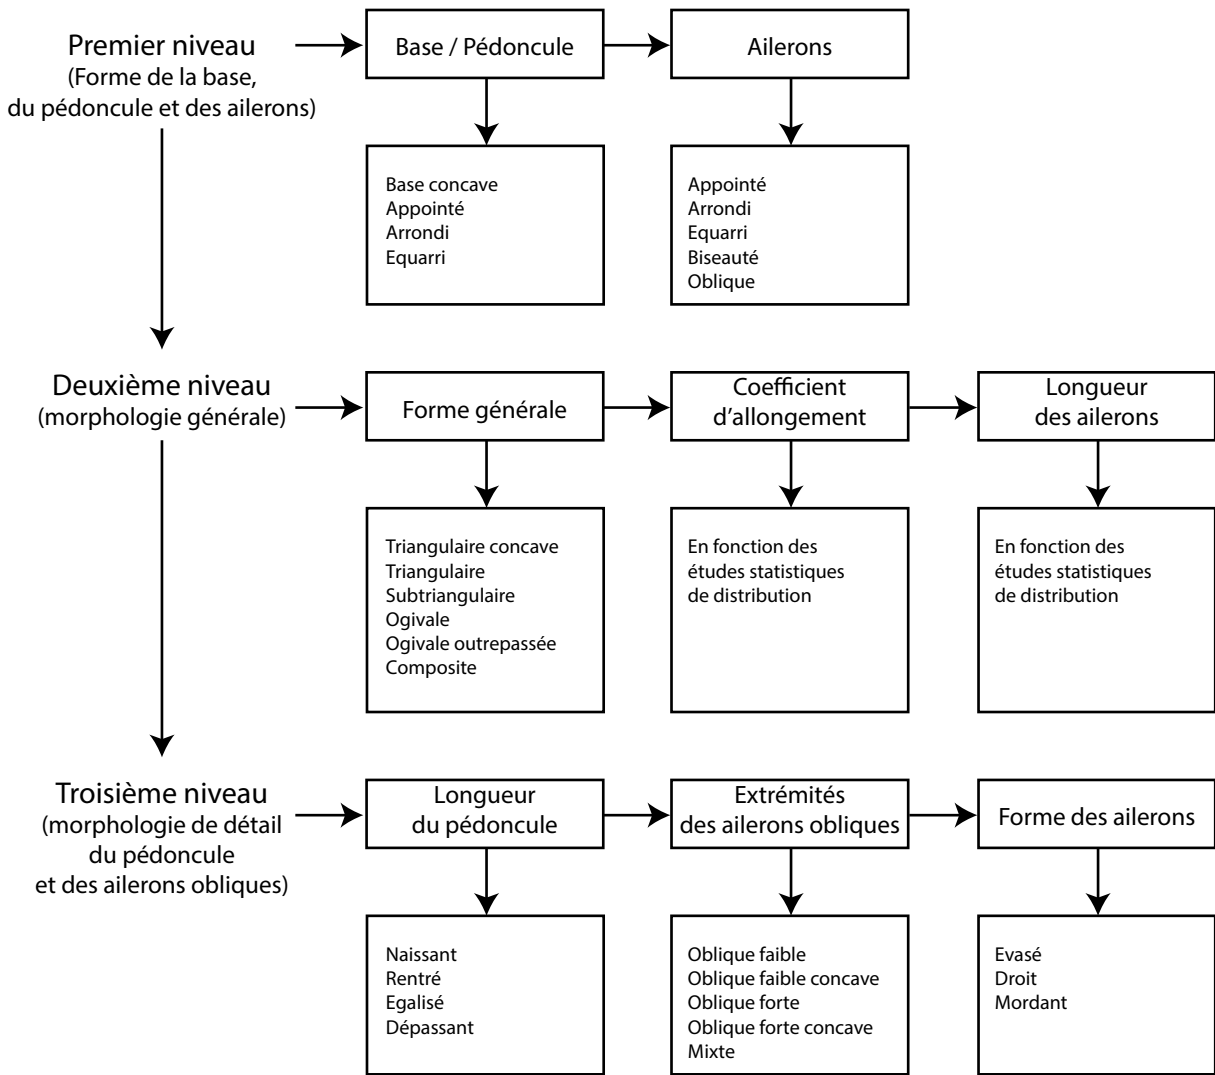 Premier niveau
(Forme de la base,
du pédoncule et des ailerons)
Base / Pédoncule
Ailerons
Base concave
Appointé
Arrondi
Equarri
Appointé
Arrondi
Equarri
Biseauté
Oblique
Deuxième niveau
(morphologie générale)
Forme générale
Coefficient
d'allongement
Longueur
des ailerons
Triangulaire concave
Triangulaire
Subtriangulaire
Ogivale
Ogivale outrepassée
Composite
En fonction des
études statistiques
de distribution
En fonction des
études statistiques
de distribution
Troisième niveau
(morphologie de détail
du pédoncule
et des ailerons obliques)
Longueur
du pédoncule
Extrémités
des ailerons obliques
Forme des ailerons
Naissant
Rentré
Egalisé
Dépassant
Oblique faible
Oblique faible concave
Oblique forte
Oblique forte concave
Mixte
Evasé
Droit
Mordant